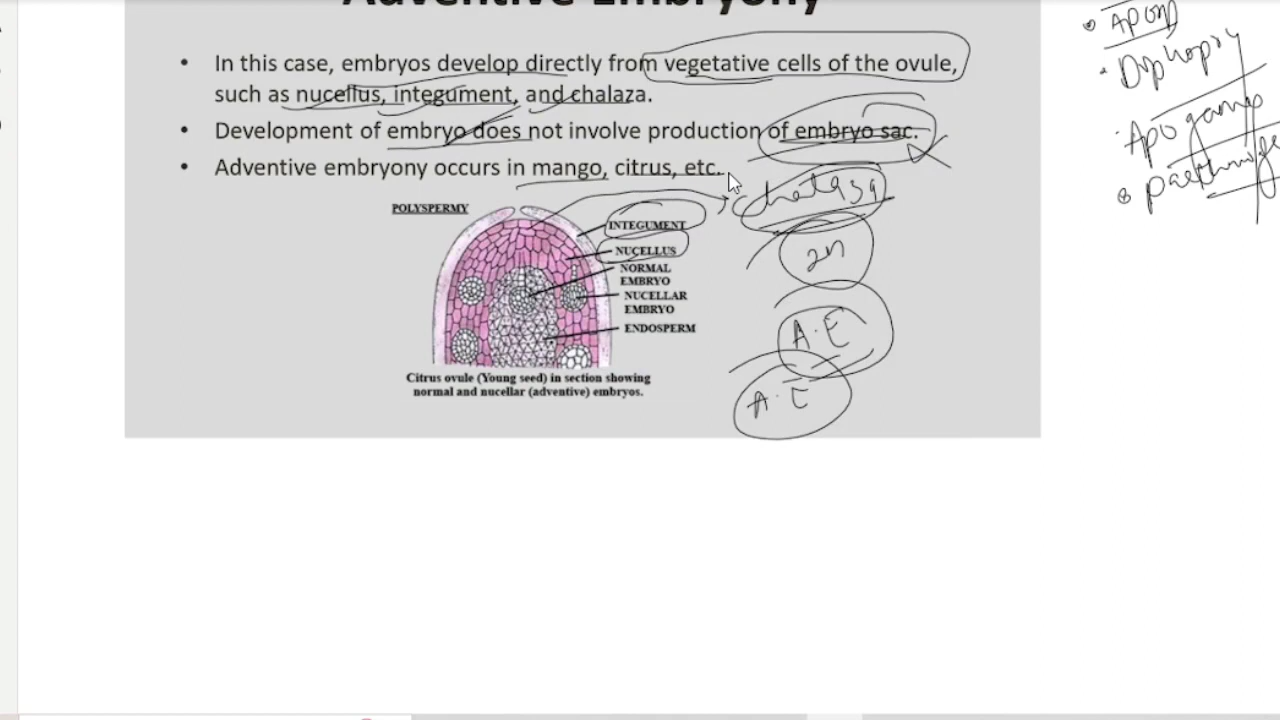 Adventive Embryony
• In this case, embryos develop directly from vegetative cells of the ovule,
such as nucellus, integument, and chalaza.
• Development of embryo does not involve production of embryo sac.
• Adventive embryony occurs in mango, citrus, etc.
POLYSPERMY
INTEGUMENT
NUCELLUS
NORMAL
EMBRYO
NUCELLAR
EMBRYO
ENDOSPERM
Citrus ovule (Young seed) in section showing
normal and nucellar (adventive) embryos.
chalaza
2n
A.E
A.E
Apogamy